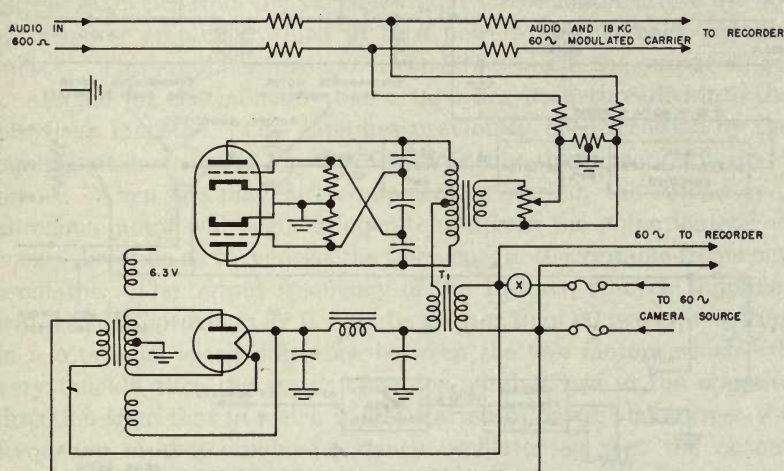 AUDIO IN
600 Ω
AUDIO AND 18 KC
60∿ MODULATED CARRIER
TO RECORDER
6.3 V
T₁
60∿ TO RECORDER
X
TO 60∿
CAMERA SOURCE